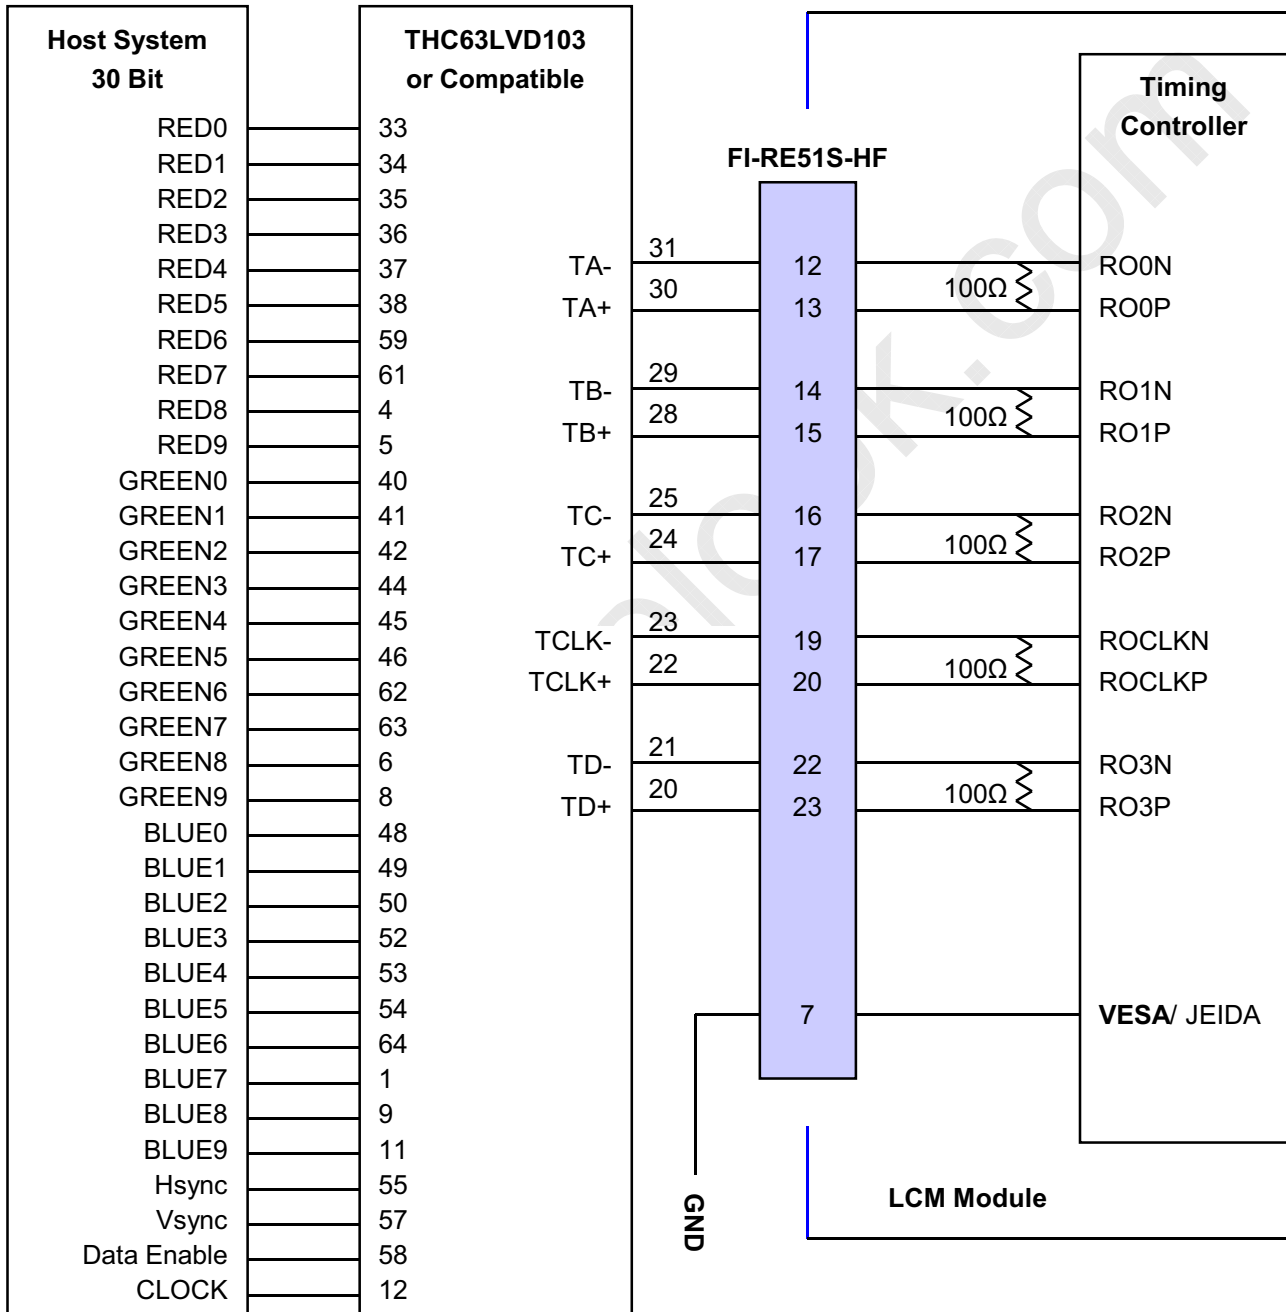 Host System
30 Bit
THC63LVD103
or Compatible
Timing
Controller
FI-RE51S-HF
RED0 33
RED1 34
RED2 35
RED3 36
RED4 37
RED5 38
RED6 59
RED7 61
RED8 4
RED9 5
GREEN0 40
GREEN1 41
GREEN2 42
GREEN3 44
GREEN4 45
GREEN5 46
GREEN6 62
GREEN7 63
GREEN8 6
GREEN9 8
BLUE0 48
BLUE1 49
BLUE2 50
BLUE3 52
BLUE4 53
BLUE5 54
BLUE6 64
BLUE7 1
BLUE8 9
BLUE9 11
Hsync 55
Vsync 57
Data Enable 58
CLOCK 12
TA- 31 12 RO0N
100Ω
TA+ 30 13 RO0P
TB- 29 14 RO1N
100Ω
TB+ 28 15 RO1P
TC- 25 16 RO2N
100Ω
TC+ 24 17 RO2P
TCLK- 23 19 ROCLKN
100Ω
TCLK+ 22 20 ROCLKP
TD- 21 22 RO3N
100Ω
TD+ 20 23 RO3P
7 VESA/ JEIDA
GND
LCM Module